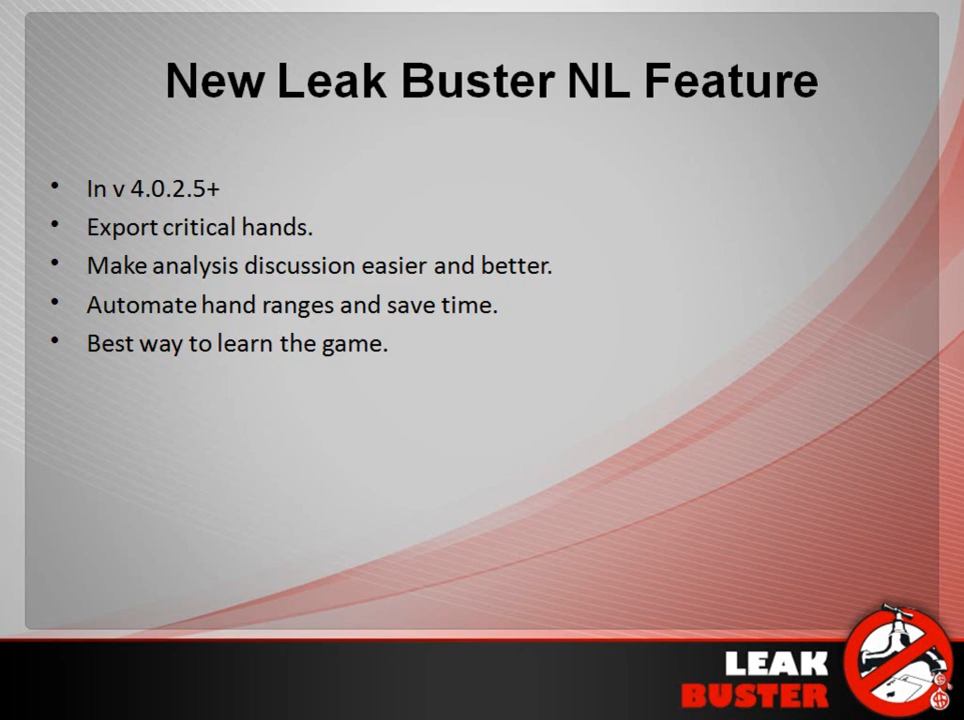 New Leak Buster NL Feature
• In v 4.0.2.5+
• Export critical hands.
• Make analysis discussion easier and better.
• Automate hand ranges and save time.
• Best way to learn the game.
LEAK
BUSTER